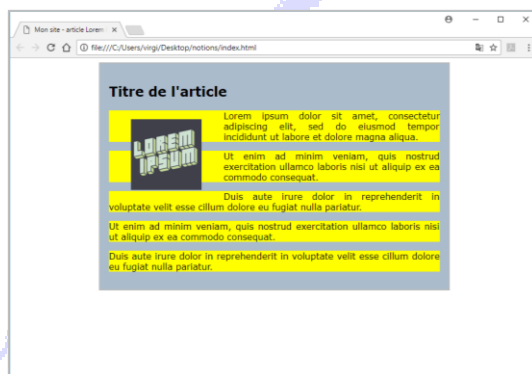 Mon site - article Lorem
file:///C:/Users/virgi/Desktop/notions/index.html
Titre de l'article
LOREM
IPSUM
Lorem ipsum dolor sit amet, consectetur
adipiscing elit, sed do eiusmod tempor
incididunt ut labore et dolore magna aliqua.
Ut enim ad minim veniam, quis nostrud
exercitation ullamco laboris nisi ut aliquip ex ea
commodo consequat.
Duis aute irure dolor in reprehenderit in
voluptate velit esse cillum dolore eu fugiat nulla pariatur.
Ut enim ad minim veniam, quis nostrud exercitation ullamco laboris nisi
ut aliquip ex ea commodo consequat.
Duis aute irure dolor in reprehenderit in voluptate velit esse cillum dolore
eu fugiat nulla pariatur.